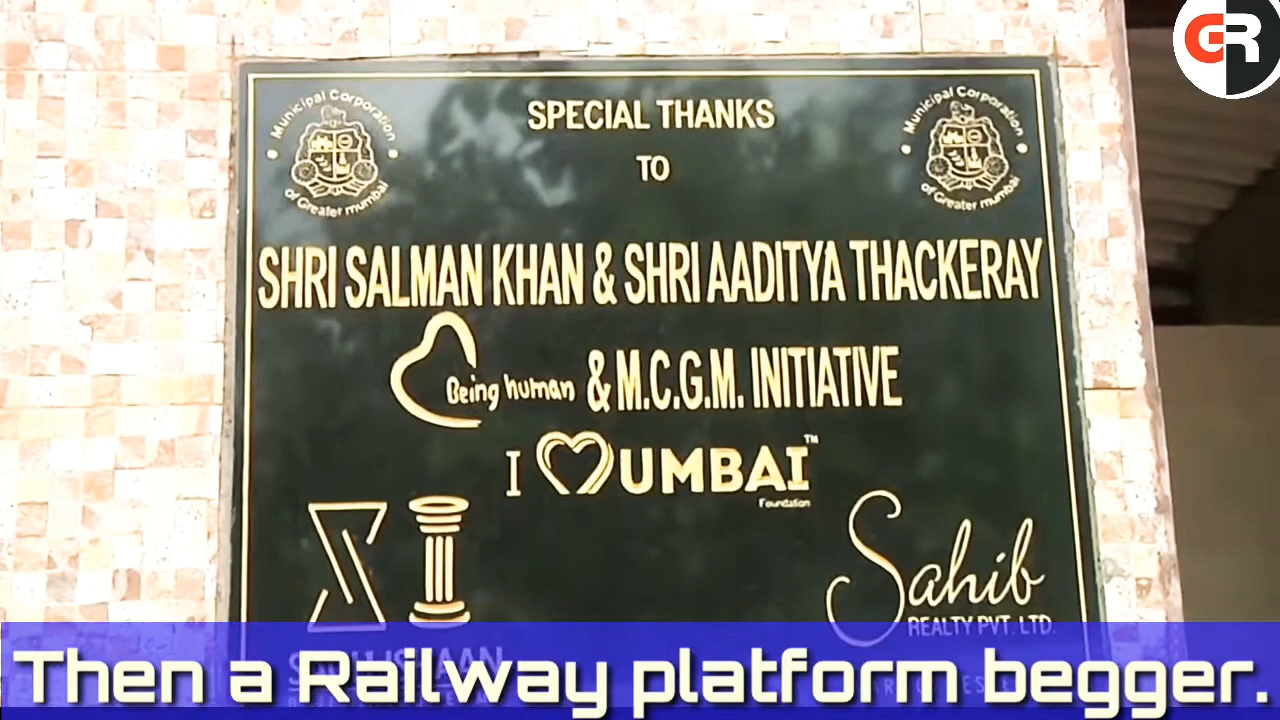 GR
Municipal Corporation of Greater mumbai
Municipal Corporation of Greater mumbai
SPECIAL THANKS
TO
SHRI SALMAN KHAN & SHRI AADITYA THACKERAY
Being human & M.C.G.M. INITIATIVE
I UMBAI™
Foundation
Sahib
REALTY PVT. LTD.
Then a Railway platform begger.